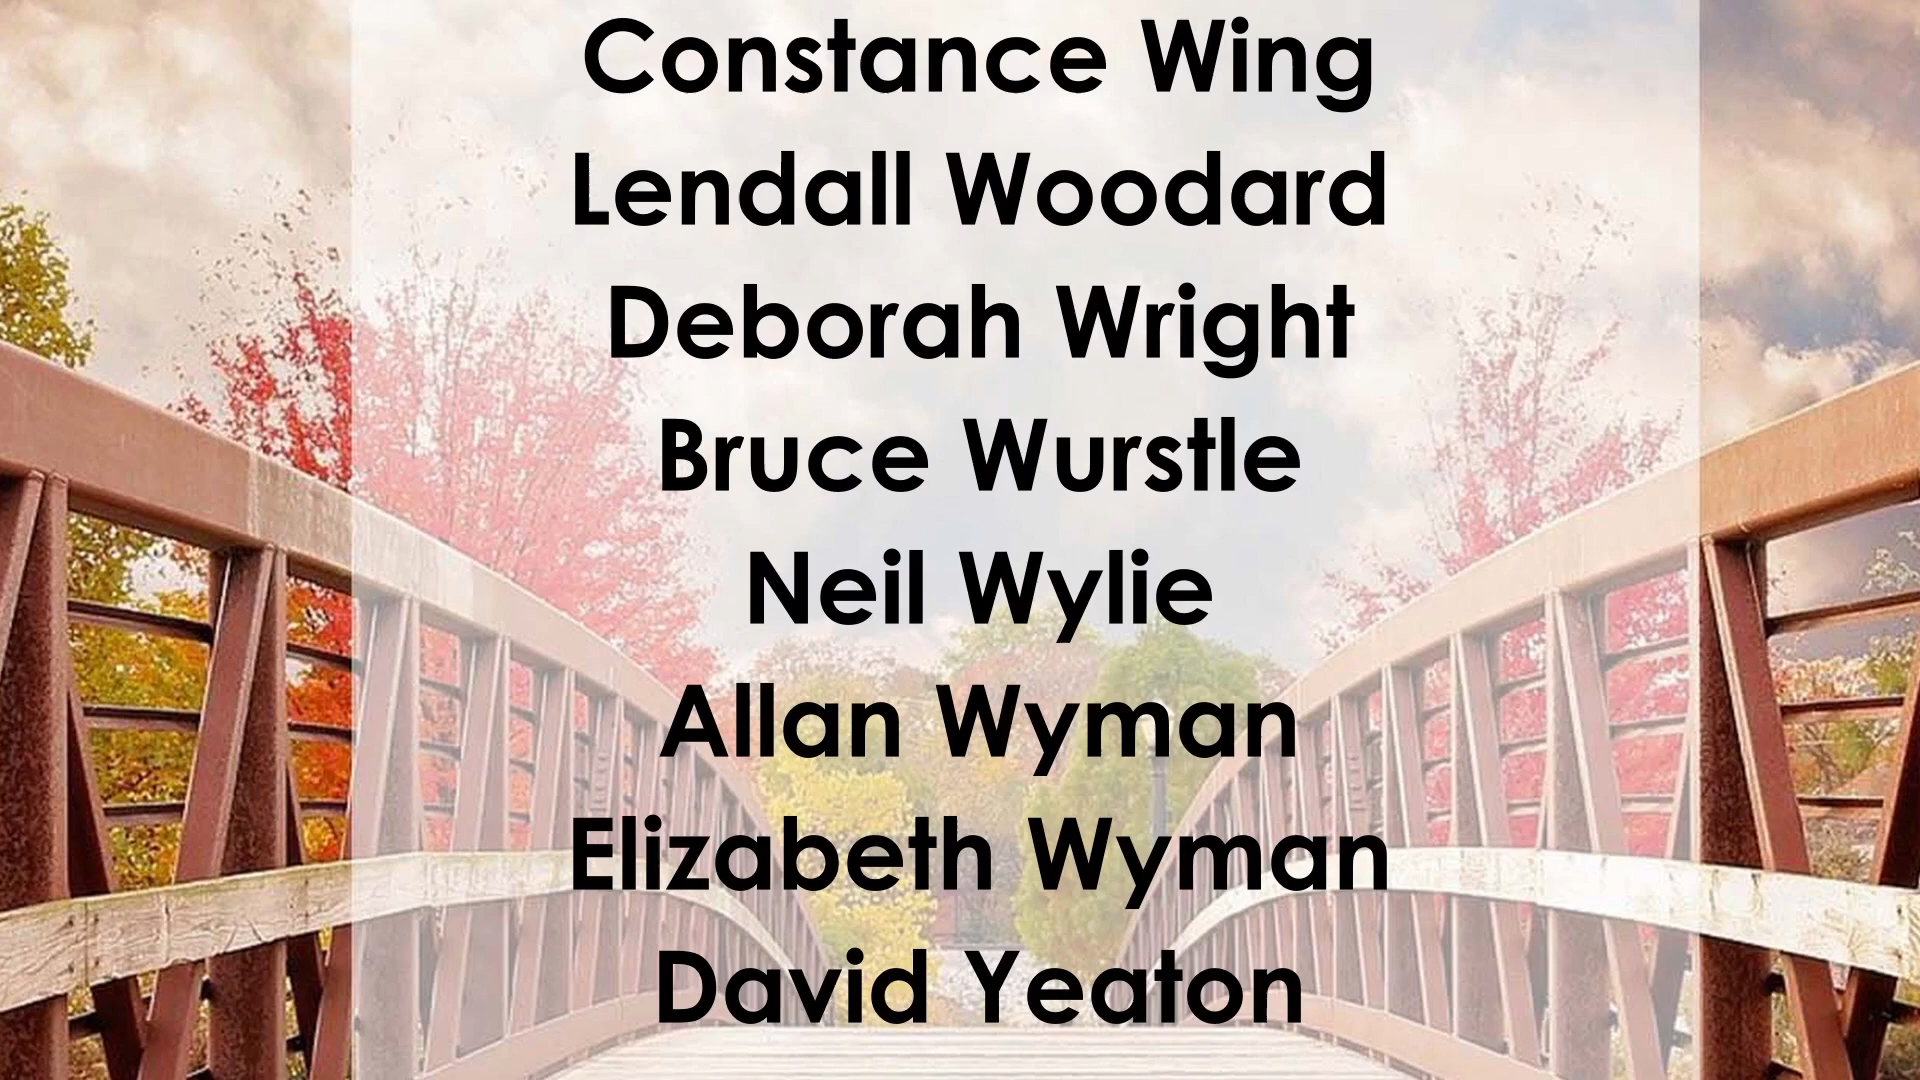 Constance Wing
Lendall Woodard
Deborah Wright
Bruce Wurstle
Neil Wylie
Allan Wyman
Elizabeth Wyman
David Yeaton